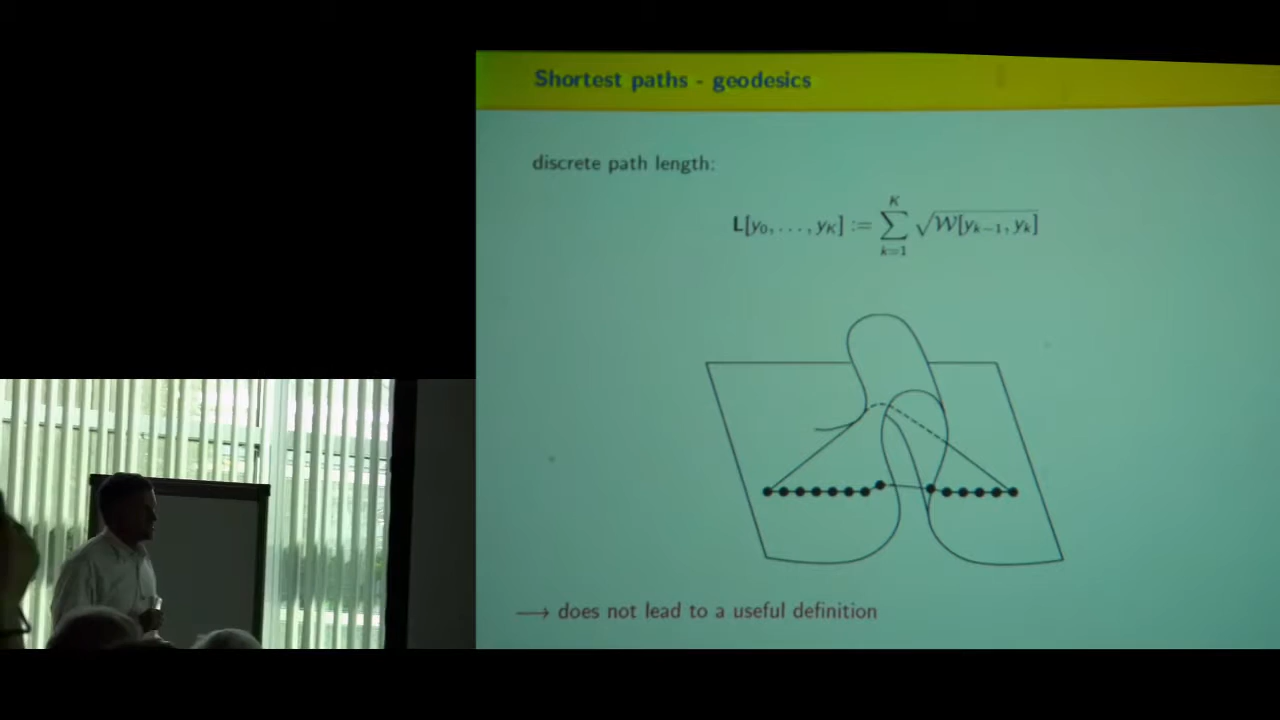 Shortest paths - geodesics
discrete path length:
L[y₀, . . . , y_K] := ∑_{k=1}^{K} √W[y_{k−1}, y_k]
⟶ does not lead to a useful definition